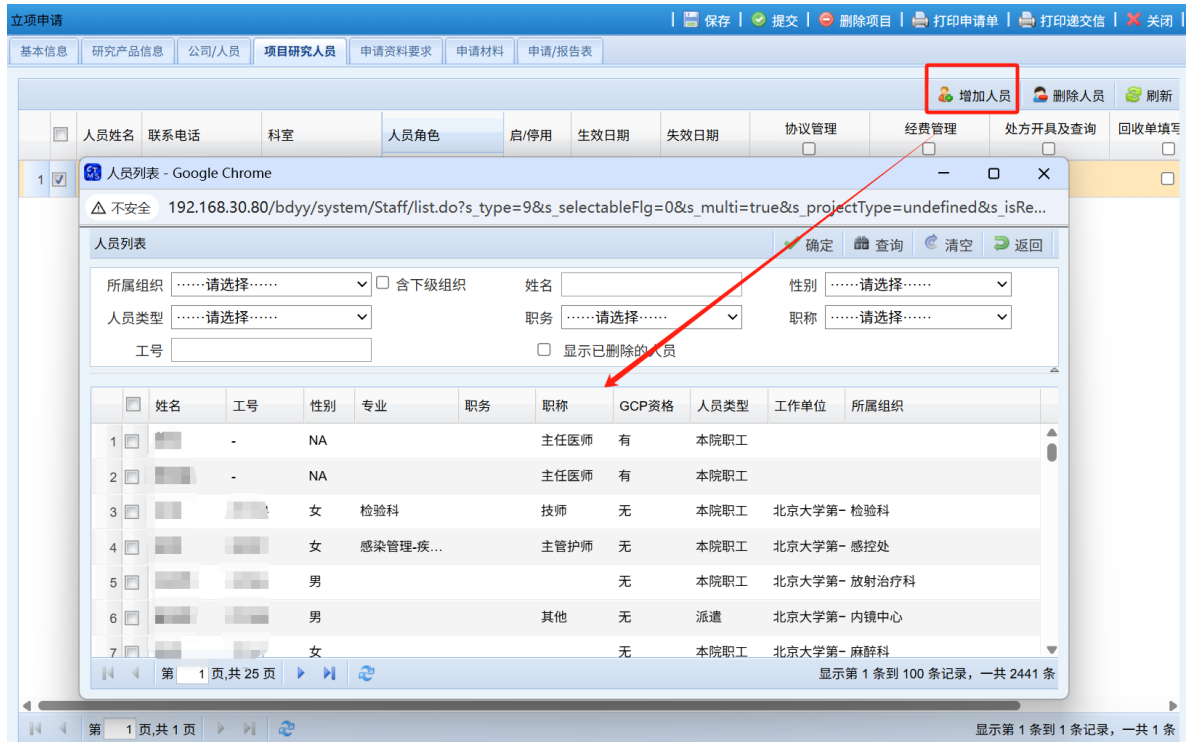 立项申请 保存 提交 删除项目 打印申请单 打印递交信 关闭
基本信息 研究产品信息 公司/人员 项目研究人员 申请资料要求 申请材料 申请/报告表
增加人员 删除人员 刷新
人员姓名 联系电话 科室 人员角色 启/停用 生效日期 失效日期 协议管理 经费管理 处方开具及查询 回收单填写
1
人员列表 - Google Chrome
不安全 192.168.30.80/bdyy/system/Staff/list.do?s_type=9&s_selectableFlg=0&s_multi=true&s_projectType=undefined&s_isRe...
人员列表 确定 查询 清空 返回
所属组织 ……请选择…… 含下级组织 姓名 性别 ……请选择……
人员类型 ……请选择…… 职务 ……请选择…… 职称 ……请选择……
工号 显示已删除的人员
姓名 工号 性别 专业 职务 职称 GCP资格 人员类型 工作单位 所属组织
1 - NA 主任医师 有 本院职工
2 - NA 主任医师 有 本院职工
3 女 检验科 技师 无 本院职工 北京大学第一 检验科
4 女 感染管理-疾... 主管护师 无 本院职工 北京大学第一 感控处
5 男 无 本院职工 北京大学第一 放射治疗科
6 男 其他 无 派遣 北京大学第一 内镜中心
7 女 无 本院职工 北京大学第一 麻醉科
第 1 页,共 25 页 显示第 1 条到 100 条记录，一共 2441 条
第 1 页,共 1 页 显示第 1 条到 1 条记录，一共 1 条